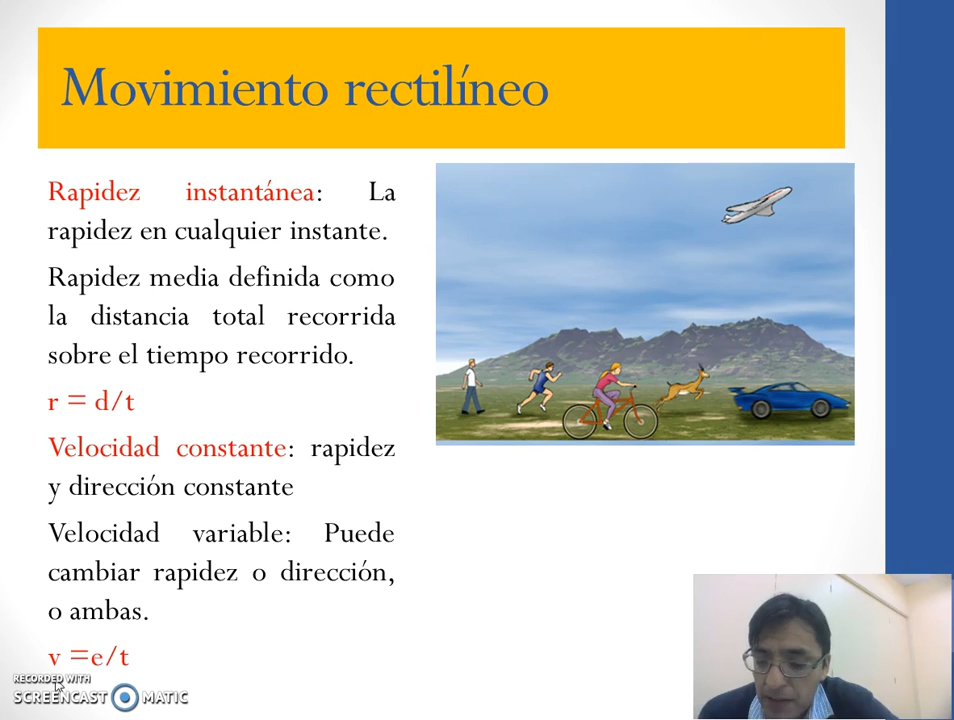 Movimiento rectilíneo
Rapidez instantánea: La
rapidez en cualquier instante.
Rapidez media definida como
la distancia total recorrida
sobre el tiempo recorrido.
r = d/t
Velocidad constante: rapidez
y dirección constante
Velocidad variable: Puede
cambiar rapidez o dirección,
o ambas.
v =e/t
RECORDED WITH
SCREENCAST MATIC